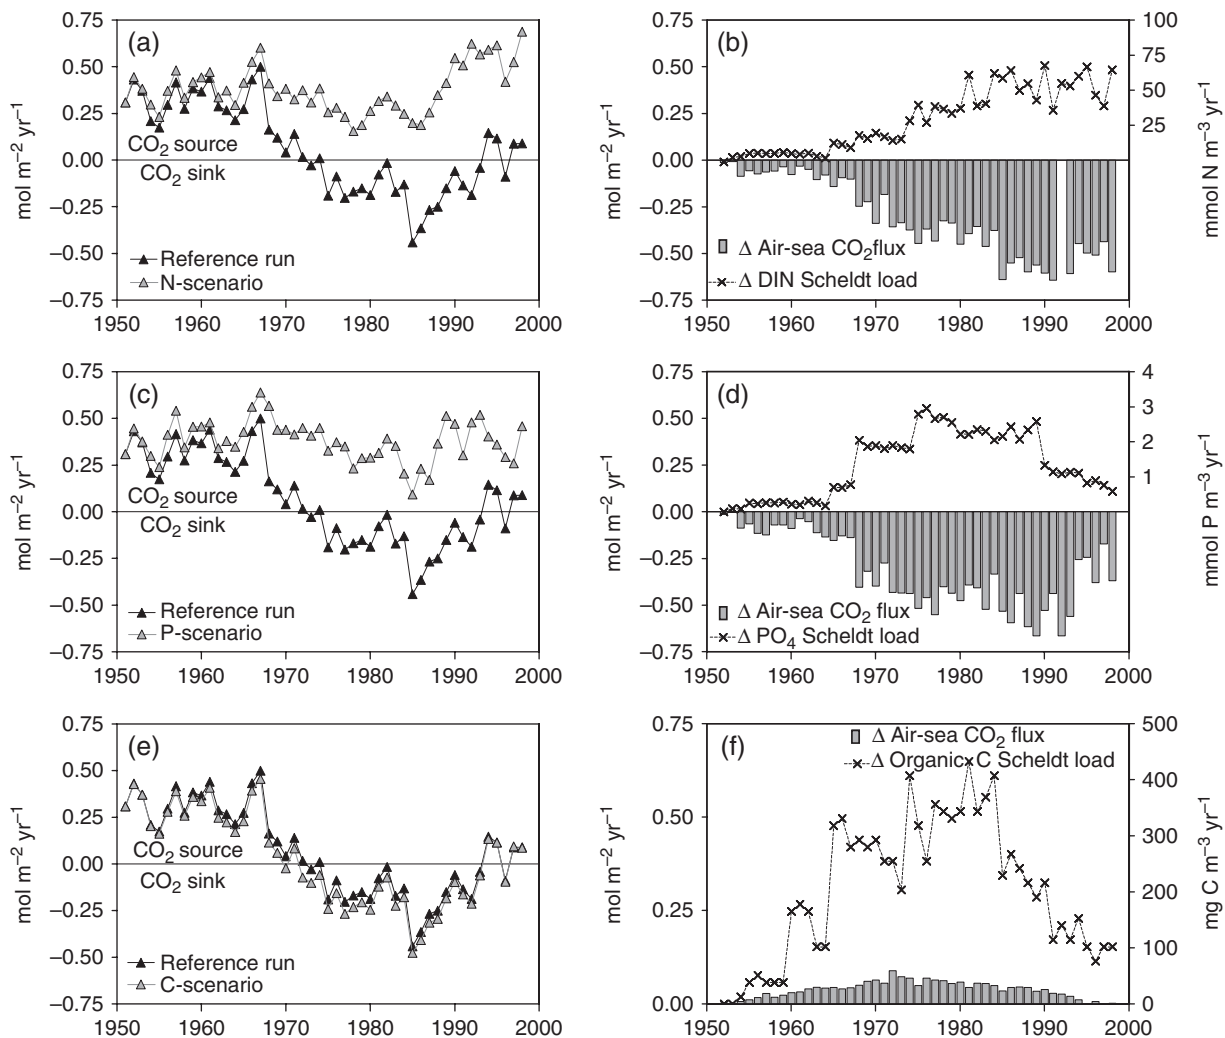 (a)
0.75
0.50
0.25
0.00
−0.25
−0.50
−0.75
mol m−2 yr−1
CO2 source
CO2 sink
Reference run
N-scenario
1950 1960 1970 1980 1990 2000
(b)
0.75
0.50
0.25
0.00
−0.25
−0.50
−0.75
mol m−2 yr−1
100
75
50
25
mmol N m−3 yr−1
Δ Air-sea CO2flux
Δ DIN Scheldt load
1950 1960 1970 1980 1990 2000
(c)
0.75
0.50
0.25
0.00
−0.25
−0.50
−0.75
mol m−2 yr−1
CO2 source
CO2 sink
Reference run
P-scenario
1950 1960 1970 1980 1990 2000
(d)
0.75
0.50
0.25
0.00
−0.25
−0.50
−0.75
mol m−2 yr−1
4
3
2
1
mmol P m−3 yr−1
Δ Air-sea CO2 flux
Δ PO4 Scheldt load
1950 1960 1970 1980 1990 2000
(e)
0.75
0.50
0.25
0.00
−0.25
−0.50
−0.75
mol m−2 yr−1
CO2 source
CO2 sink
Reference run
C-scenario
1950 1960 1970 1980 1990 2000
(f)
0.75
0.50
0.25
0.00
mol m−2 yr−1
500
400
300
200
100
0
mg C m−3 yr−1
Δ Air-sea CO2 flux
Δ Organic C Scheldt load
1950 1960 1970 1980 1990 2000